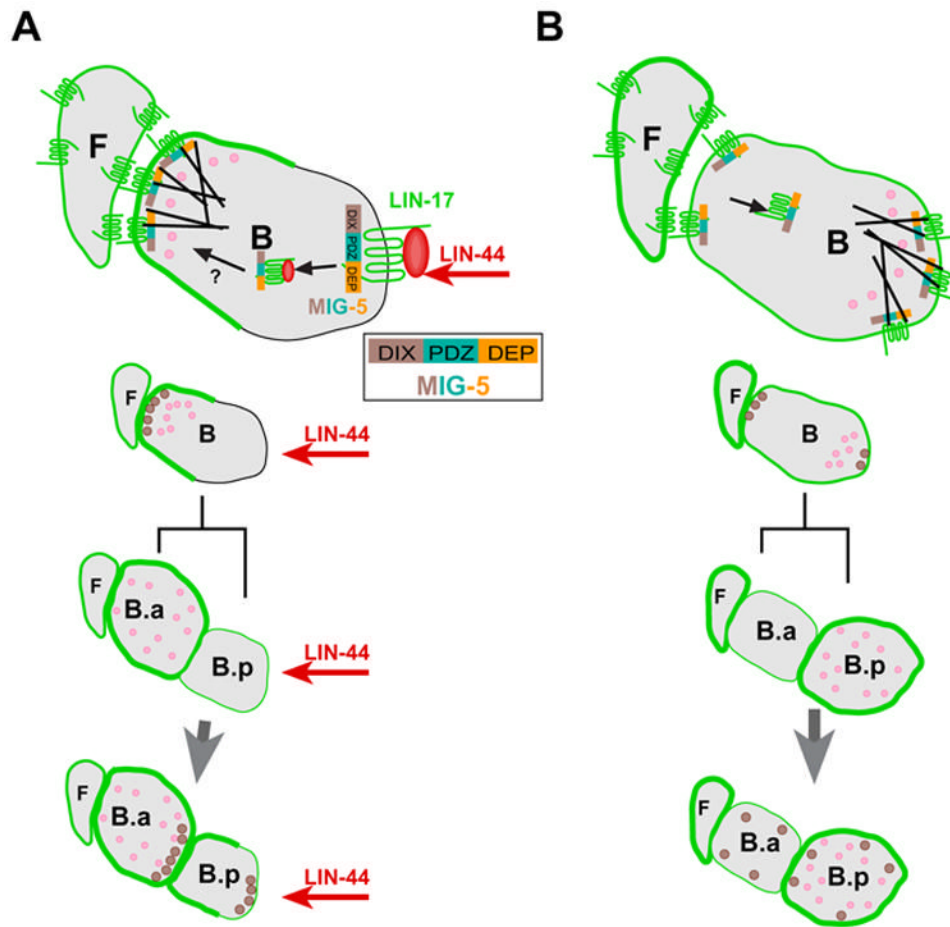 A
B
F
B
?
DIX
PDZ
DEP
MIG-5
LIN-17
LIN-44
DIX PDZ DEP
MIG-5
F
B
LIN-44
F
B.a
B.p
LIN-44
F
B.a
B.p
LIN-44
F
B
F
B
F
B.a
B.p
F
B.a
B.p